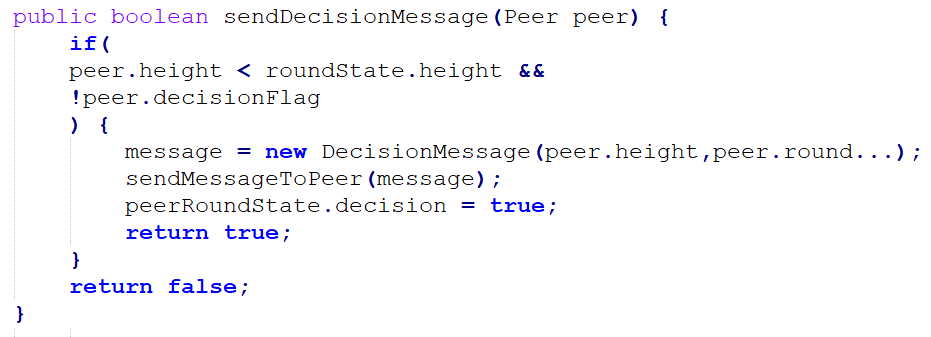 public boolean sendDecisionMessage(Peer peer) {
    if(
    peer.height < roundState.height &&
    !peer.decisionFlag
    ) {
        message = new DecisionMessage(peer.height,peer.round...);
        sendMessageToPeer(message);
        peerRoundState.decision = true;
        return true;
    }
    return false;
}